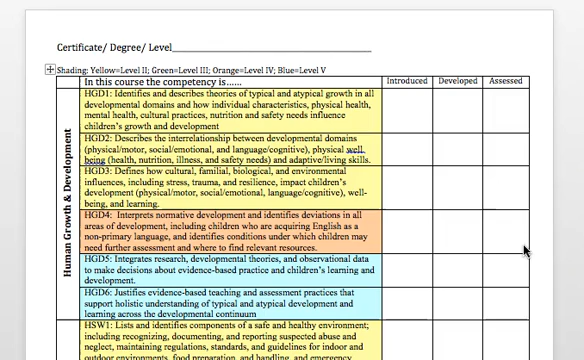 Certificate/ Degree/ Level
Shading: Yellow=Level II; Green=Level III; Orange=Level IV; Blue=Level V
In this course the competency is...... Introduced Developed Assessed
Human Growth & Development
HGD1: Identifies and describes theories of typical and atypical growth in all
developmental domains and how individual characteristics, physical health,
mental health, cultural practices, nutrition and safety needs influence
children's growth and development
HGD2: Describes the interrelationship between developmental domains
(physical/motor, social/emotional, and language/cognitive), physical well
being (health, nutrition, illness, and safety needs) and adaptive/living skills.
HGD3: Defines how cultural, familial, biological, and environmental
influences, including stress, trauma, and resilience, impact children's
development (physical/motor, social/emotional, language/cognitive), well-
being, and learning.
HGD4: Interprets normative development and identifies deviations in all
areas of development, including children who are acquiring English as a
non-primary language, and identifies conditions under which children may
need further assessment and where to find relevant resources.
HGD5: Integrates research, developmental theories, and observational data
to make decisions about evidence-based practice and children's learning and
development.
HGD6: Justifies evidence-based teaching and assessment practices that
support holistic understanding of typical and atypical development and
learning across the developmental continuum
HSW1: Lists and identifies components of a safe and healthy environment;
including recognizing, documenting, and reporting suspected abuse and
neglect, maintaining regulations, standards, and guidelines for indoor and
outdoor environments, food preparation, and handling, and emergency